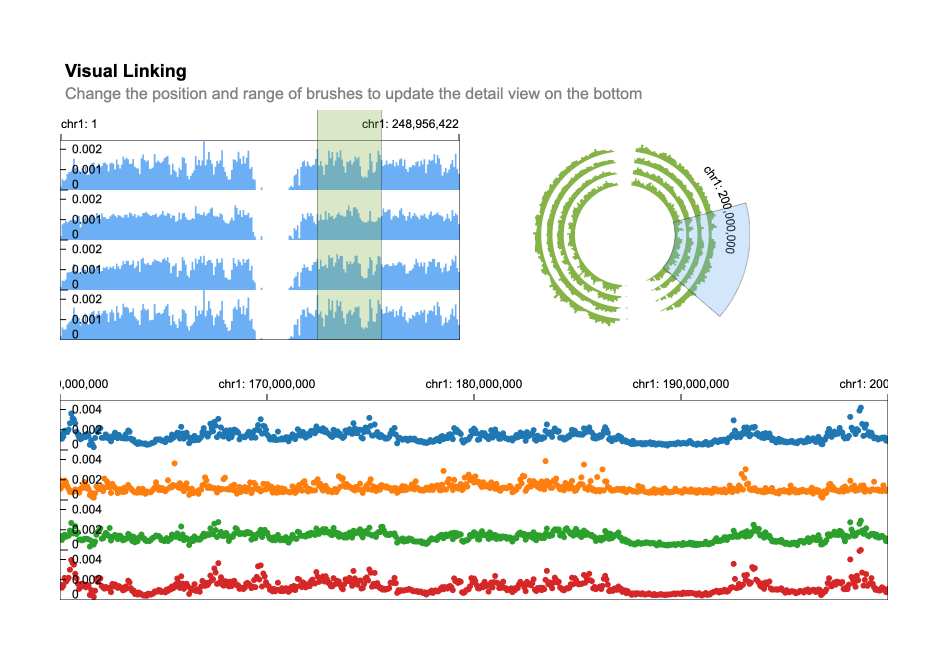 Visual Linking
Change the position and range of brushes to update the detail view on the bottom
chr1: 1
chr1: 248,956,422
0.002
0.001
0
0.002
0.001
0
0.002
0.001
0
0.002
0.001
0
chr1: 200,000,000
0,000,000
chr1: 170,000,000
chr1: 180,000,000
chr1: 190,000,000
chr1: 200
0.004
0.002
0
0.004
0.002
0
0.004
0.002
0
0.004
0.002
0